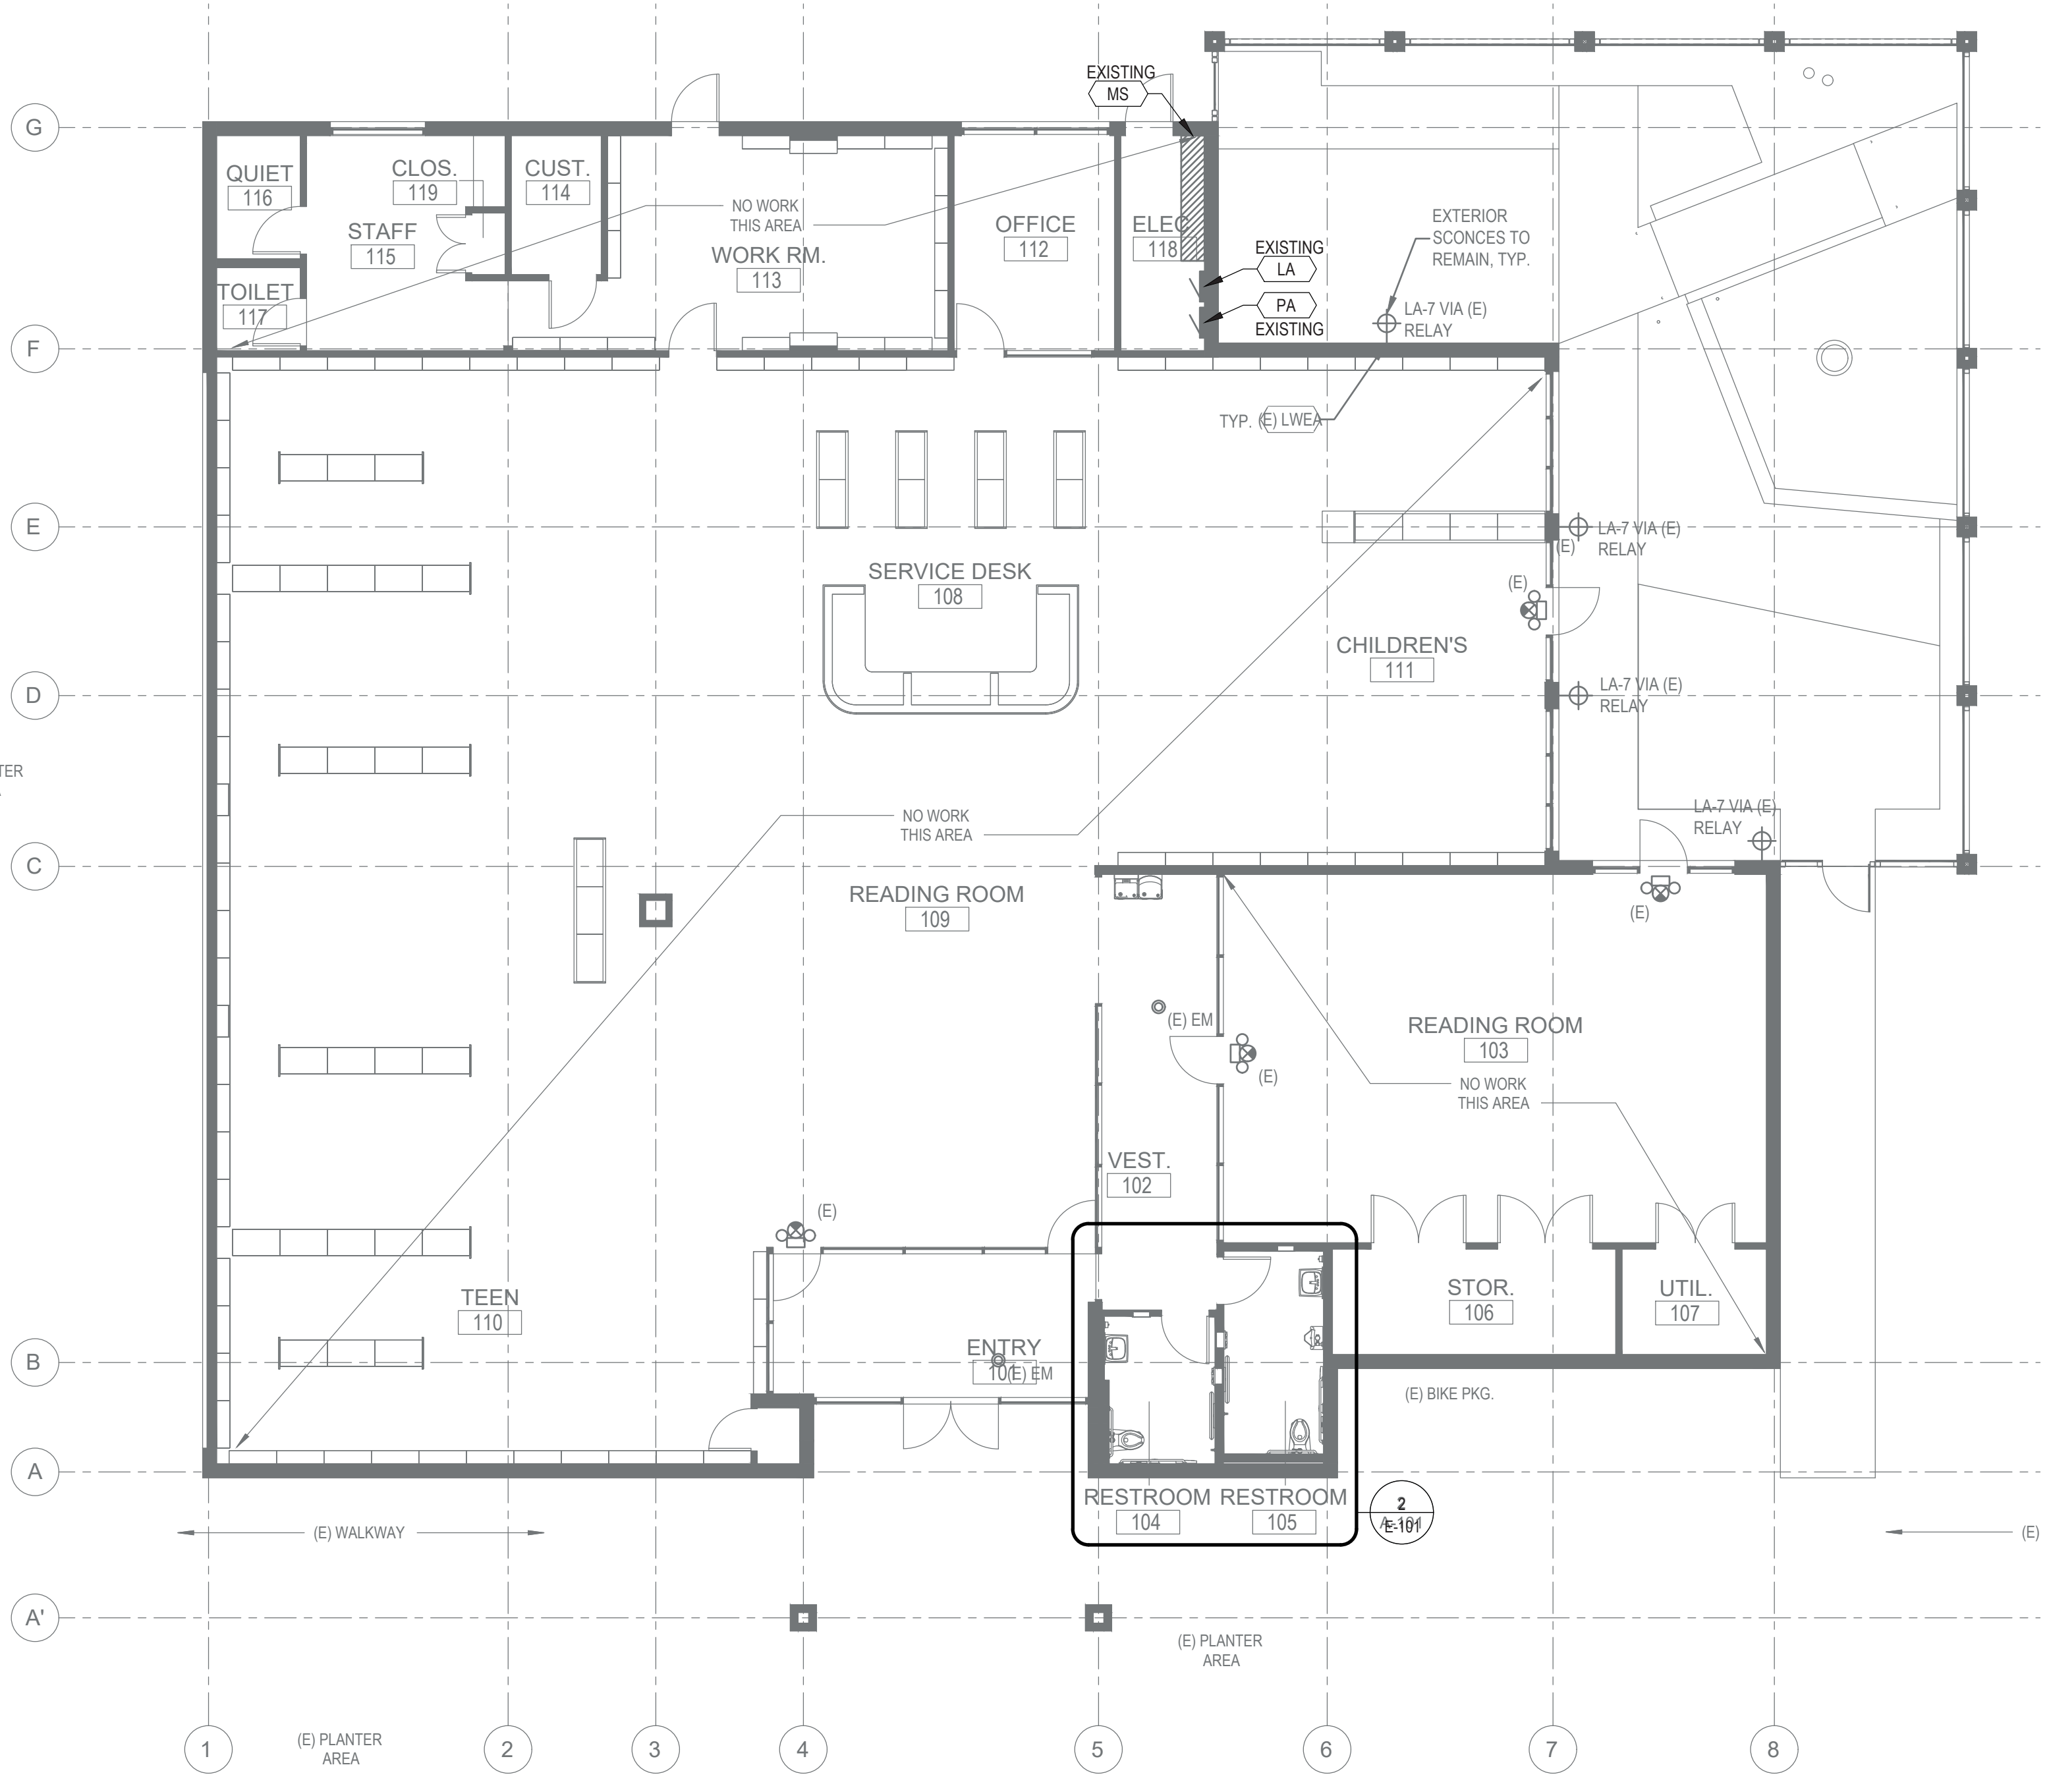 EXISTING
MS
G
QUIET
116
CLOS.
119
CUST.
114
NO WORK
THIS AREA
STAFF
115
WORK RM.
113
OFFICE
112
ELEC
118
EXISTING
LA
PA
EXISTING
EXTERIOR
SCONCES TO
REMAIN, TYP.
LA-7 VIA (E)
RELAY
TOILET
117
F
TYP. (E) LWEA
E
LA-7 VIA (E)
RELAY
(E)
(E)
SERVICE DESK
108
CHILDREN'S
111
D
LA-7 VIA (E)
RELAY
TER
NO WORK
THIS AREA
LA-7 VIA (E)
RELAY
C
READING ROOM
109
(E)
(E) EM
READING ROOM
103
(E)
NO WORK
THIS AREA
VEST.
102
(E)
TEEN
110
STOR.
106
UTIL.
107
ENTRY
101
(E) EM
B
(E) BIKE PKG.
A
RESTROOM
104
RESTROOM
105
2
E-101
(E) WALKWAY
(E)
A'
(E) PLANTER
AREA
(E) PLANTER
AREA
1
2
3
4
5
6
7
8